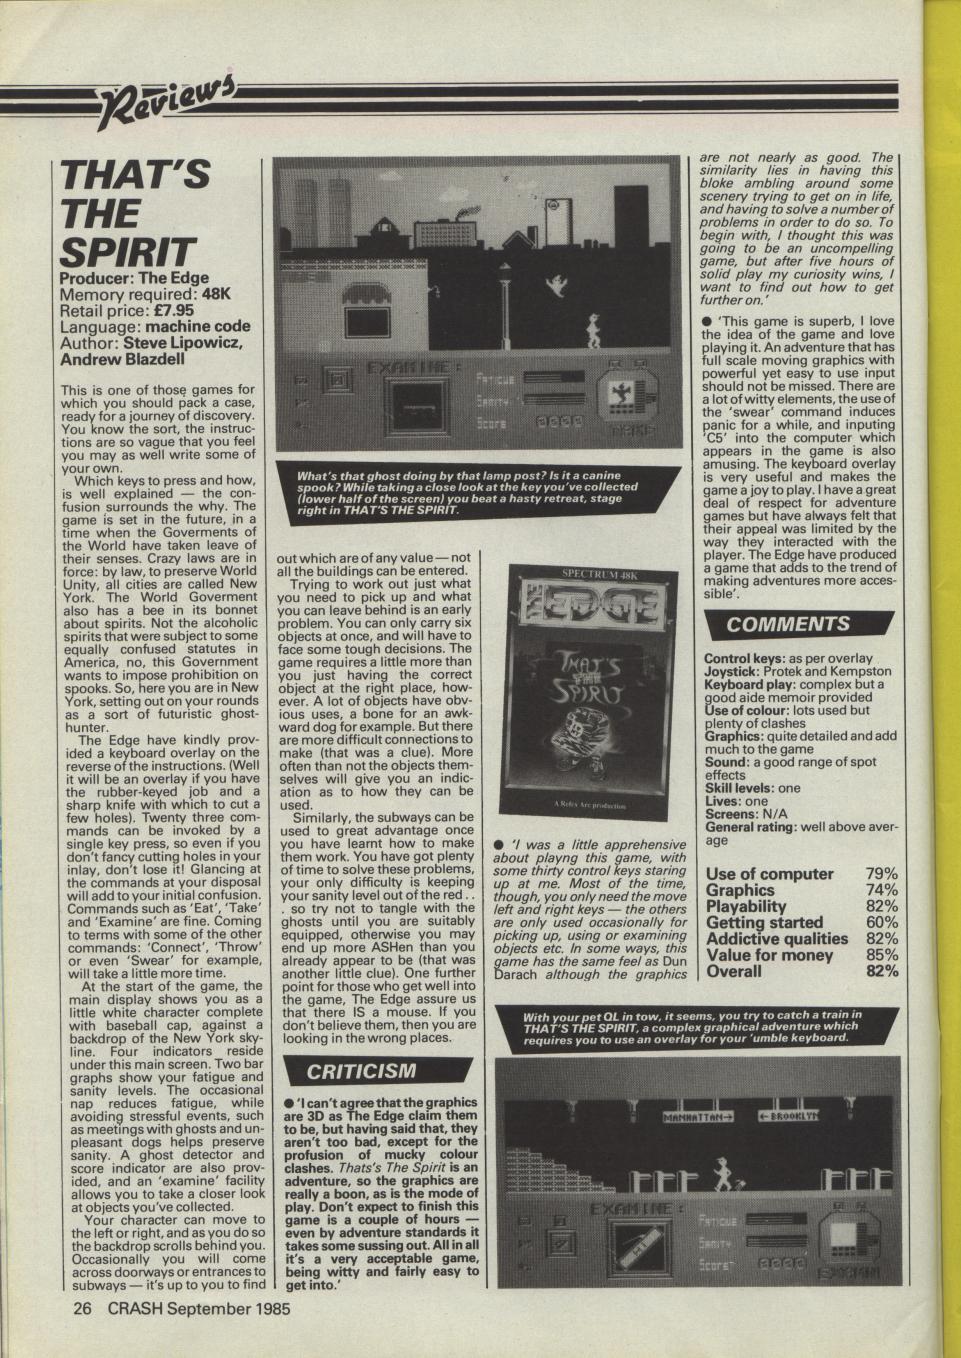 Reviews
THAT'S
THE
SPIRIT
Producer: The Edge
Memory required: 48K
Retail price: £7.95
Language: machine code
Author: Steve Lipowicz,
Andrew Blazdell
This is one of those games for
which you should pack a case,
ready for a journey of discovery.
You know the sort, the instruc-
tions are so vague that you feel
you may as well write some of
your own.
Which keys to press and how,
is well explained — the con-
fusion surrounds the why. The
game is set in the future, in a
time when the Goverments of
the World have taken leave of
their senses. Crazy laws are in
force: by law, to preserve World
Unity, all cities are called New
York. The World Goverment
also has a bee in its bonnet
about spirits. Not the alcoholic
spirits that were subject to some
equally confused statutes in
America, no, this Government
wants to impose prohibition on
spooks. So, here you are in New
York, setting out on your rounds
as a sort of futuristic ghost-
hunter.
The Edge have kindly prov-
ided a keyboard overlay on the
reverse of the instructions. (Well
it will be an overlay if you have
the rubber-keyed job and a
sharp knife with which to cut a
few holes). Twenty three com-
mands can be invoked by a
single key press, so even if you
don't fancy cutting holes in your
inlay, don't lose it! Glancing at
the commands at your disposal
will add to your initial confusion.
Commands such as 'Eat', 'Take'
and 'Examine' are fine. Coming
to terms with some of the other
commands: 'Connect', 'Throw'
or even 'Swear' for example,
will take a little more time.
At the start of the game, the
main display shows you as a
little white character complete
with baseball cap, against a
backdrop of the New York sky-
line. Four indicators reside
under this main screen. Two bar
graphs show your fatigue and
sanity levels. The occasional
nap reduces fatigue, while
avoiding stressful events, such
as meetings with ghosts and un-
pleasant dogs helps preserve
sanity. A ghost detector and
score indicator are also prov-
ided, and an 'examine' facility
allows you to take a closer look
at objects you've collected.
Your character can move to
the left or right, and as you do so
the backdrop scrolls behind you.
Occasionally you will come
across doorways or entrances to
subways — it's up to you to find
EXAMINE:
Fatigue
Sanity
Score
0000
TAKE
What's that ghost doing by that lamp post? Is it a canine
spook? While taking a close look at the key you've collected
(lower half of the screen) you beat a hasty retreat, stage
right in THAT'S THE SPIRIT.
out which are of any value — not
all the buildings can be entered.
Trying to work out just what
you need to pick up and what
you can leave behind is an early
problem. You can only carry six
objects at once, and will have to
face some tough decisions. The
game requires a little more than
you just having the correct
object at the right place, how-
ever. A lot of objects have obv-
ious uses, a bone for an awk-
ward dog for example. But there
are more difficult connections to
make (that was a clue). More
often than not the objects them-
selves will give you an indic-
ation as to how they can be
used.
Similarly, the subways can be
used to great advantage once
you have learnt how to make
them work. You have got plenty
of time to solve these problems,
your only difficulty is keeping
your sanity level out of the red . .
. so try not to tangle with the
ghosts until you are suitably
equipped, otherwise you may
end up more ASHen than you
already appear to be (that was
another little clue). One further
point for those who get well into
the game, The Edge assure us
that there IS a mouse. If you
don't believe them, then you are
looking in the wrong places.
CRITICISM
● 'I can't agree that the graphics
are 3D as The Edge claim them
to be, but having said that, they
aren't too bad, except for the
profusion of mucky colour
clashes. Thats's The Spirit is an
adventure, so the graphics are
really a boon, as is the mode of
play. Don't expect to finish this
game is a couple of hours —
even by adventure standards it
takes some sussing out. All in all
it's a very acceptable game,
being witty and fairly easy to
get into.'
SPECTRUM 48K
THE EDGE
THAT'S
THE
SPIRIT
A Relex Arc production
● 'I was a little apprehensive
about playng this game, with
some thirty control keys staring
up at me. Most of the time,
though, you only need the move
left and right keys — the others
are only used occasionally for
picking up, using or examining
objects etc. In some ways, this
game has the same feel as Dun
Darach although the graphics
are not nearly as good. The
similarity lies in having this
bloke ambling around some
scenery trying to get on in life,
and having to solve a number of
problems in order to do so. To
begin with, I thought this was
going to be an uncompelling
game, but after five hours of
solid play my curiosity wins, I
want to find out how to get
further on.'
● 'This game is superb, I love
the idea of the game and love
playing it. An adventure that has
full scale moving graphics with
powerful yet easy to use input
should not be missed. There are
a lot of witty elements, the use of
the 'swear' command induces
panic for a while, and inputing
'C5' into the computer which
appears in the game is also
amusing. The keyboard overlay
is very useful and makes the
game a joy to play. I have a great
deal of respect for adventure
games but have always felt that
their appeal was limited by the
way they interacted with the
player. The Edge have produced
a game that adds to the trend of
making adventures more acces-
sible'.
COMMENTS
Control keys: as per overlay
Joystick: Protek and Kempston
Keyboard play: complex but a
good aide memoir provided
Use of colour: lots used but
plenty of clashes
Graphics: quite detailed and add
much to the game
Sound: a good range of spot
effects
Skill levels: one
Lives: one
Screens: N/A
General rating: well above aver-
age
Use of computer 79%
Graphics 74%
Playability 82%
Getting started 60%
Addictive qualities 82%
Value for money 85%
Overall 82%
With your pet QL in tow, it seems, you try to catch a train in
THAT'S THE SPIRIT, a complex graphical adventure which
requires you to use an overlay for your 'umble keyboard.
MANHATTAN→
←BROOKLYN
EXAMINE:
Fatigue
Sanity
Score
0000
26 CRASH September 1985